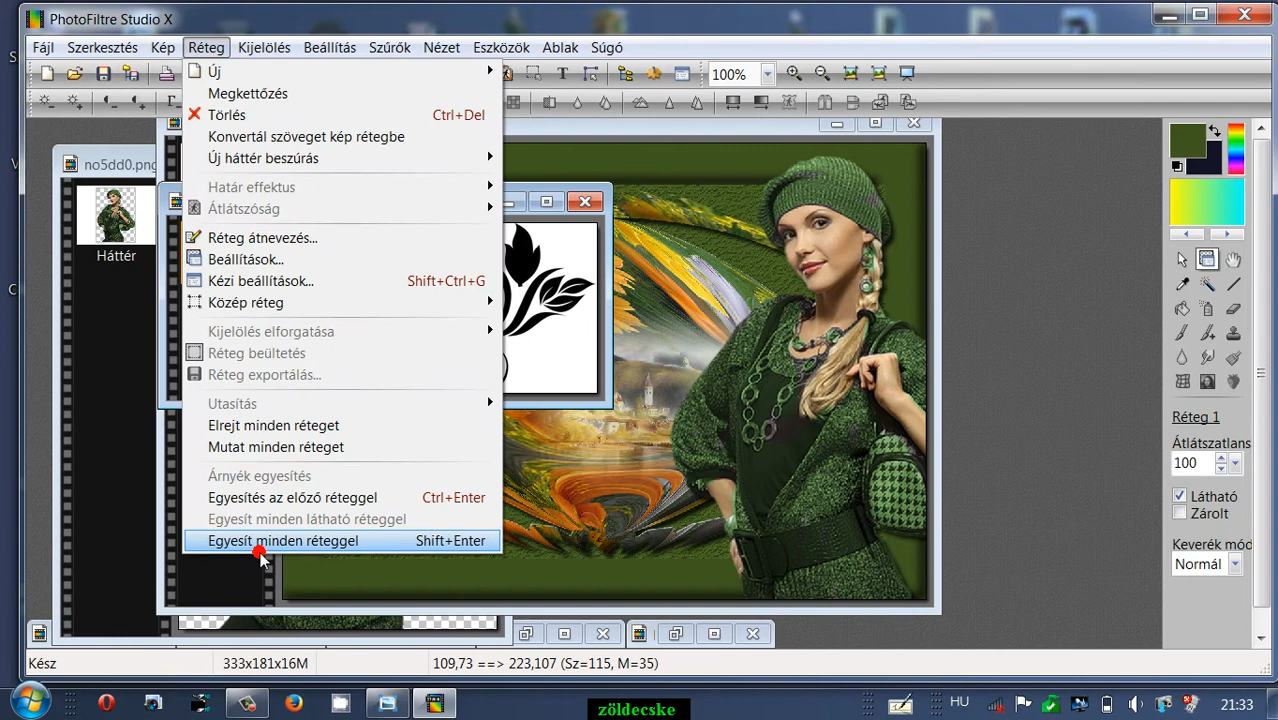 PhotoFiltre Studio X
Fájl Szerkesztés Kép Réteg Kijelölés Beállítás Szűrők Nézet Eszközök Ablak Súgó
100%
Új
Megkettőzés
Törlés Ctrl+Del
Konvertál szöveget kép rétegbe
Új háttér beszúrás
Határ effektus
Átlátszóság
Réteg átnevezés...
Beállítások...
Kézi beállítások... Shift+Ctrl+G
Közép réteg
Kijelölés elforgatása
Réteg beültetés
Réteg exportálás...
Utasítás
Elrejt minden réteget
Mutat minden réteget
Árnyék egyesítés
Egyesítés az előző réteggel Ctrl+Enter
Egyesít minden látható réteggel
Egyesít minden réteggel Shift+Enter
no5dd0.png
Háttér
Réteg 1
Átlátszatlans
100
Látható
Zárolt
Keverék mód
Normál
Kész 333x181x16M 109,73 ==> 223,107 (Sz=115, M=35)
HU 21:33
zöldecske